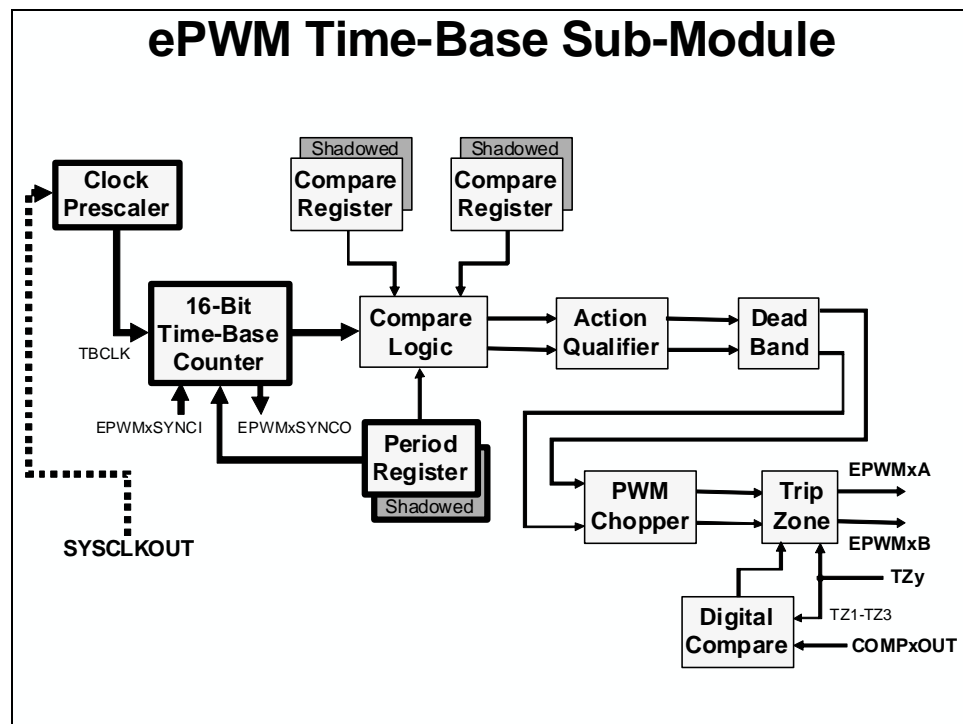 ePWM Time-Base Sub-Module
Shadowed
Shadowed
Clock
Prescaler
Compare
Register
Compare
Register
16-Bit
Time-Base
Counter
Compare
Logic
Action
Qualifier
Dead
Band
TBCLK
EPWMxSYNCI
EPWMxSYNCO
Period
Register
Shadowed
SYSCLKOUT
PWM
Chopper
Trip
Zone
EPWMxA
EPWMxB
TZy
TZ1-TZ3
Digital
Compare
COMPxOUT